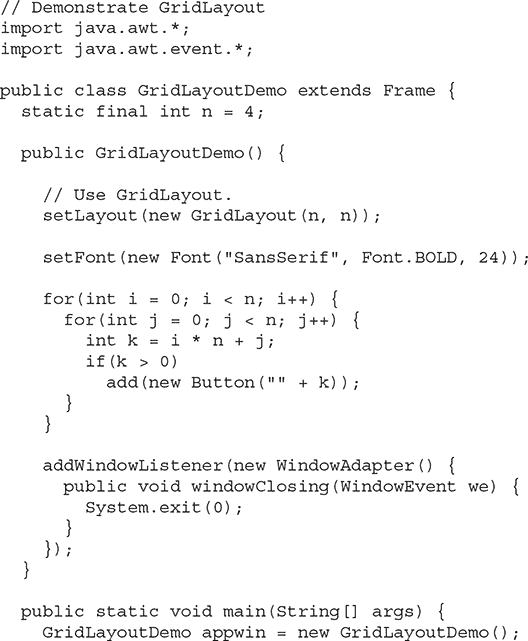 // Demonstrate GridLayout
import java.awt.*;
import java.awt.event.*;

public class GridLayoutDemo extends Frame {
  static final int n = 4;

  public GridLayoutDemo() {

    // Use GridLayout.
    setLayout(new GridLayout(n, n));

    setFont(new Font("SansSerif", Font.BOLD, 24));

    for(int i = 0; i < n; i++) {
      for(int j = 0; j < n; j++) {
        int k = i * n + j;
        if(k > 0)
          add(new Button("" + k));
      }
    }

    addWindowListener(new WindowAdapter() {
      public void windowClosing(WindowEvent we) {
        System.exit(0);
      }
    });
  }

  public static void main(String[] args) {
    GridLayoutDemo appwin = new GridLayoutDemo();